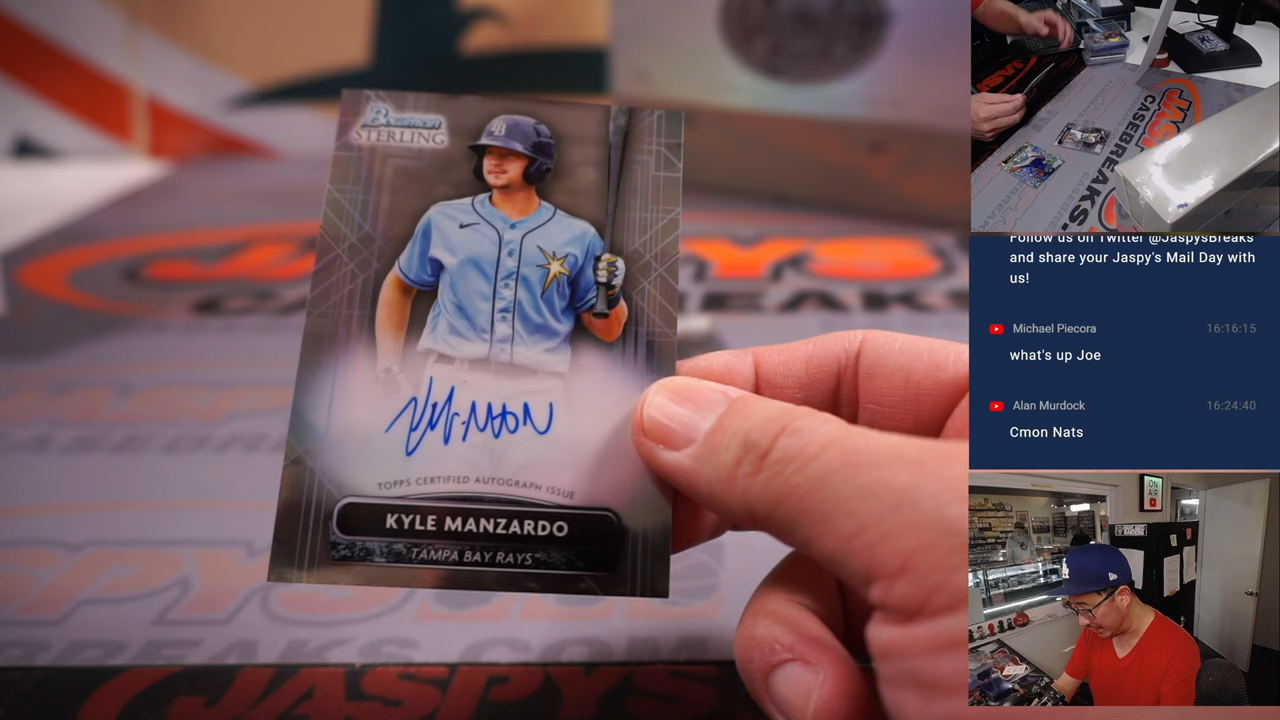 Bowman
STERLING
TOPPS CERTIFIED AUTOGRAPH ISSUE
KYLE MANZARDO
TAMPA BAY RAYS
JASPYS
CASEBREAKS
JASPYS
Follow us on Twitter @JaspysBreaks
and share your Jaspy's Mail Day with
us!
Michael Piecora 16:16:15
what's up Joe
Alan Murdock 16:24:40
Cmon Nats
ON
AIR